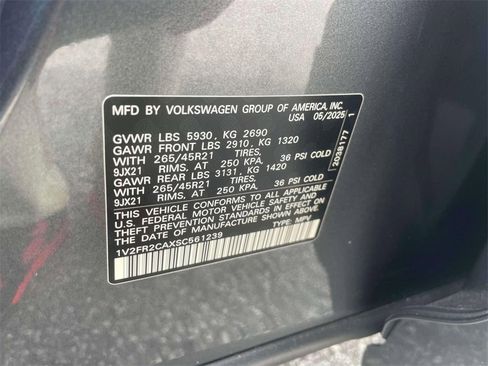 MFD BY VOLKSWAGEN GROUP OF AMERICA, INC.
USA 05/2025
GVWR LBS 5930, KG 2690
GAWR FRONT LBS 2910, KG 1320
WITH 265/45R21 TIRES,
9JX21 RIMS, AT 250 KPA, 36 PSI COLD
GAWR REAR LBS 3131, KG 1420
WITH 265/45R21 TIRES,
9JX21 RIMS, AT 250 KPA, 36 PSI COLD
THIS VEHICLE CONFORMS TO ALL APPLICABLE
U.S. FEDERAL MOTOR VEHICLE SAFETY AND
THEFT PREVENTION STANDARDS IN EFFECT ON
THE DATE OF MANUFACTURE SHOWN ABOVE.
1V2FR2CAXSC561239 TYPE: MPV
2038177 1